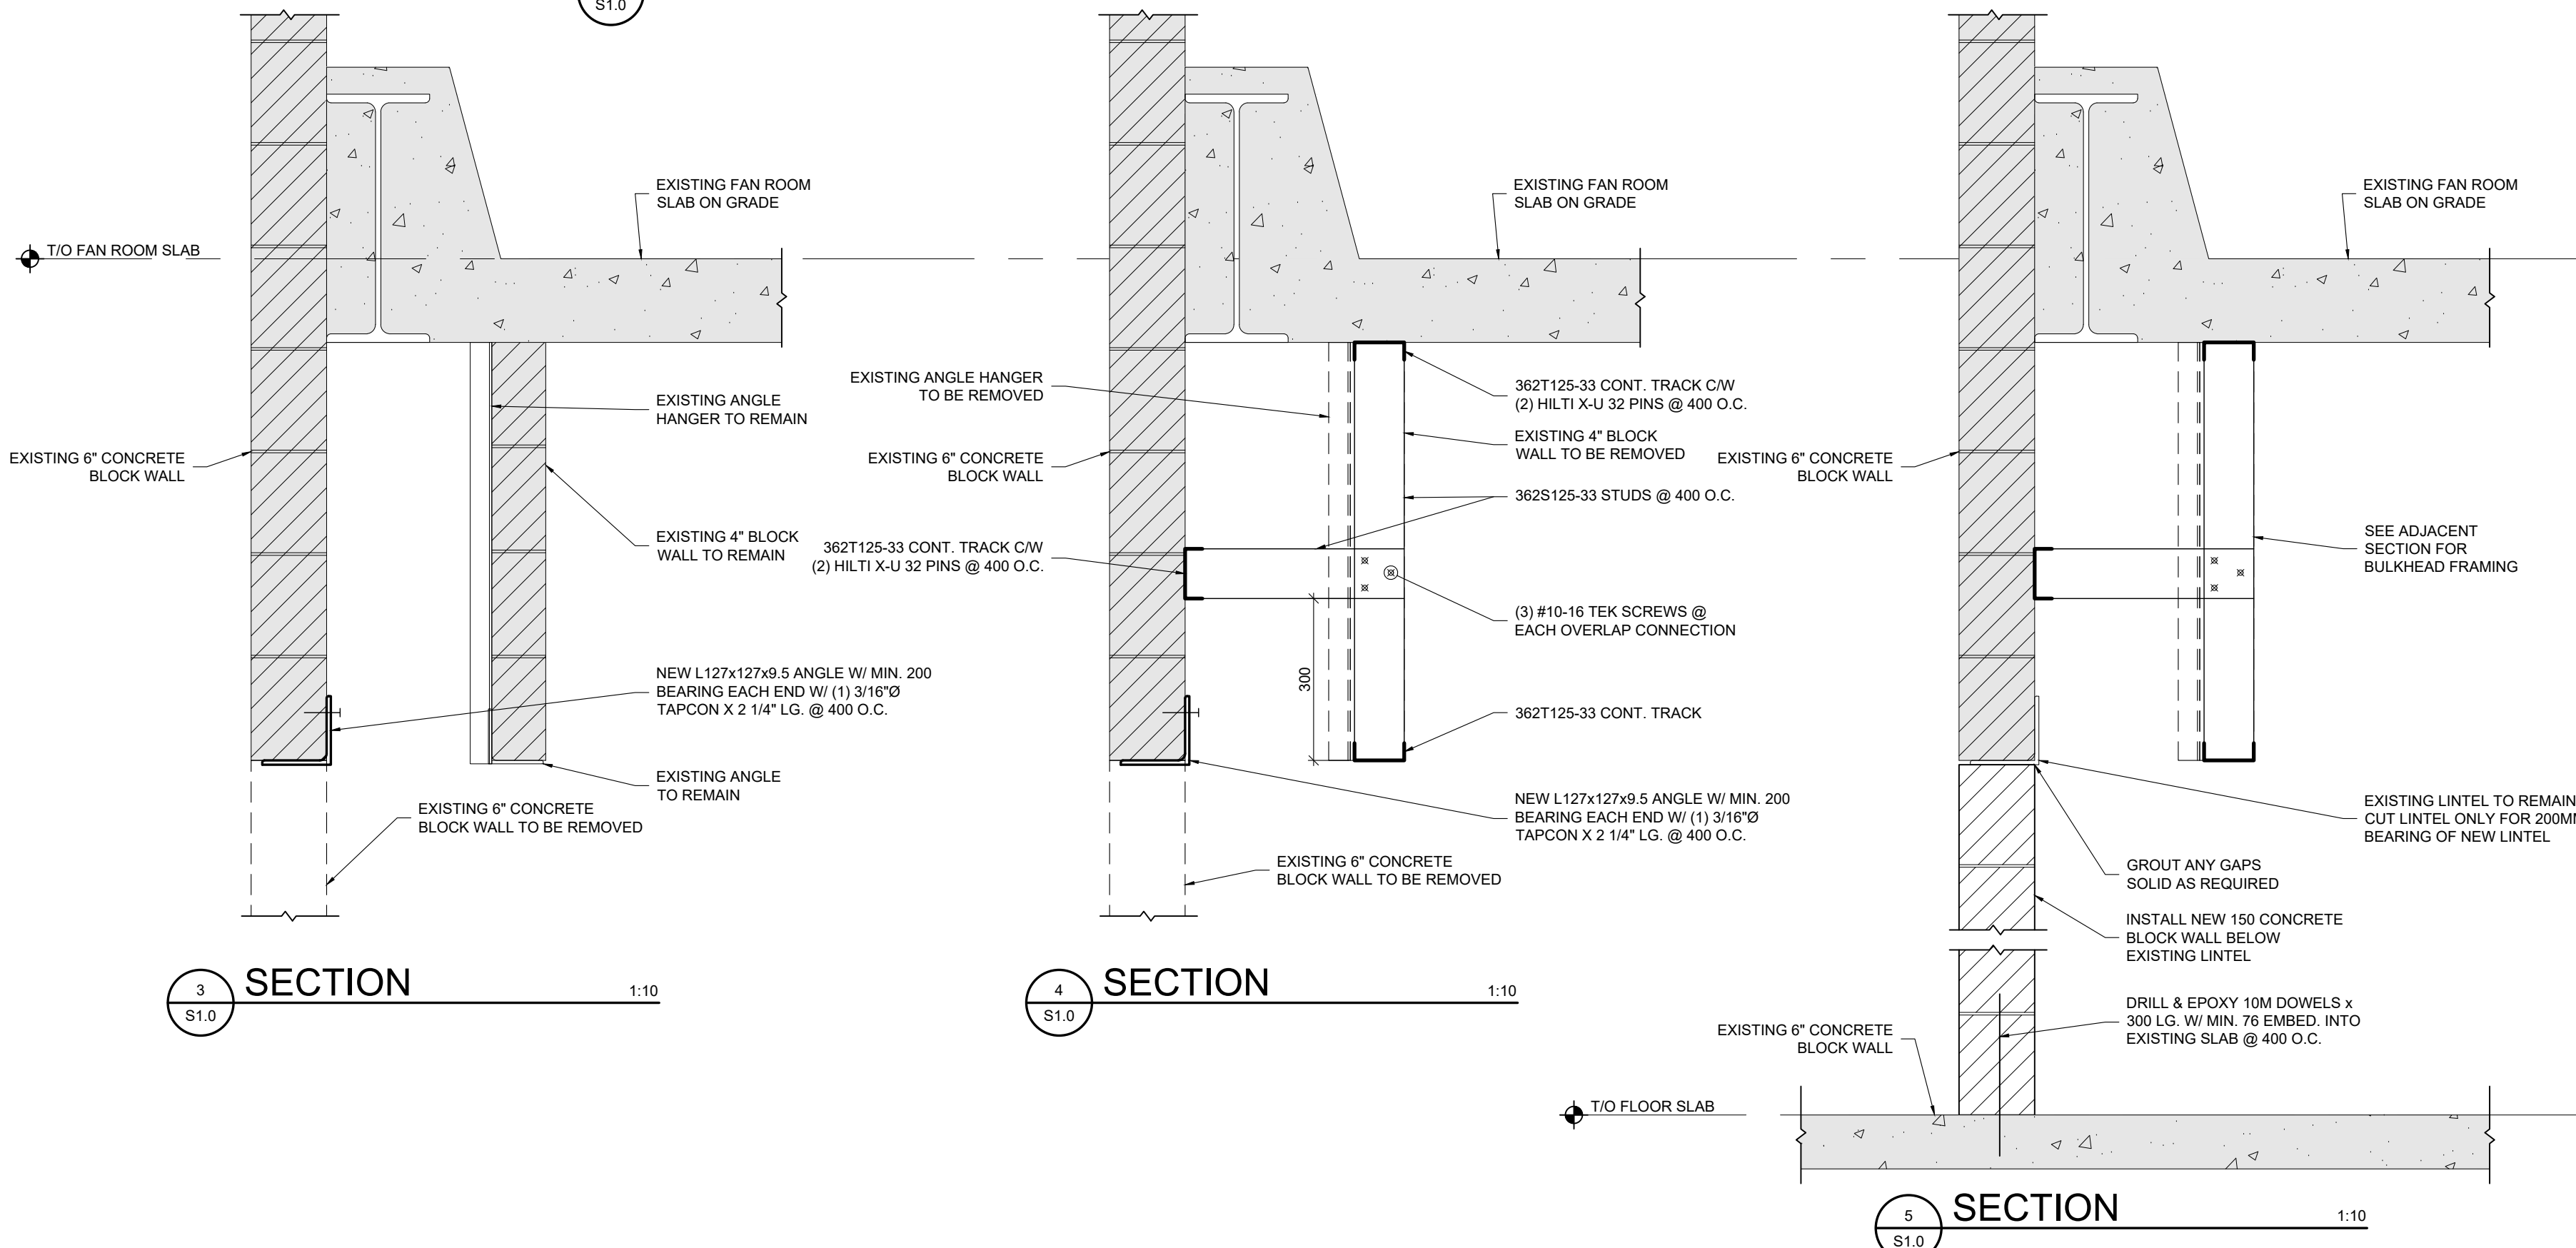 S1.0
T/O FAN ROOM SLAB
EXISTING FAN ROOM
SLAB ON GRADE
EXISTING ANGLE
HANGER TO REMAIN
EXISTING 6" CONCRETE
BLOCK WALL
EXISTING 4" BLOCK
WALL TO REMAIN
NEW L127x127x9.5 ANGLE W/ MIN. 200
BEARING EACH END W/ (1) 3/16"Ø
TAPCON X 2 1/4" LG. @ 400 O.C.
EXISTING ANGLE
TO REMAIN
EXISTING 6" CONCRETE
BLOCK WALL TO BE REMOVED
3
S1.0
SECTION
1:10
EXISTING FAN ROOM
SLAB ON GRADE
EXISTING ANGLE HANGER
TO BE REMOVED
362T125-33 CONT. TRACK C/W
(2) HILTI X-U 32 PINS @ 400 O.C.
EXISTING 4" BLOCK
WALL TO BE REMOVED
EXISTING 6" CONCRETE
BLOCK WALL
362S125-33 STUDS @ 400 O.C.
362T125-33 CONT. TRACK C/W
(2) HILTI X-U 32 PINS @ 400 O.C.
(3) #10-16 TEK SCREWS @
EACH OVERLAP CONNECTION
300
362T125-33 CONT. TRACK
NEW L127x127x9.5 ANGLE W/ MIN. 200
BEARING EACH END W/ (1) 3/16"Ø
TAPCON X 2 1/4" LG. @ 400 O.C.
EXISTING 6" CONCRETE
BLOCK WALL TO BE REMOVED
4
S1.0
SECTION
1:10
EXISTING FAN ROOM
SLAB ON GRADE
EXISTING 6" CONCRETE
BLOCK WALL
SEE ADJACENT
SECTION FOR
BULKHEAD FRAMING
EXISTING LINTEL TO REMAIN
CUT LINTEL ONLY FOR 200M
BEARING OF NEW LINTEL
GROUT ANY GAPS
SOLID AS REQUIRED
INSTALL NEW 150 CONCRETE
BLOCK WALL BELOW
EXISTING LINTEL
DRILL & EPOXY 10M DOWELS x
300 LG. W/ MIN. 76 EMBED. INTO
EXISTING SLAB @ 400 O.C.
EXISTING 6" CONCRETE
BLOCK WALL
T/O FLOOR SLAB
5
S1.0
SECTION
1:10